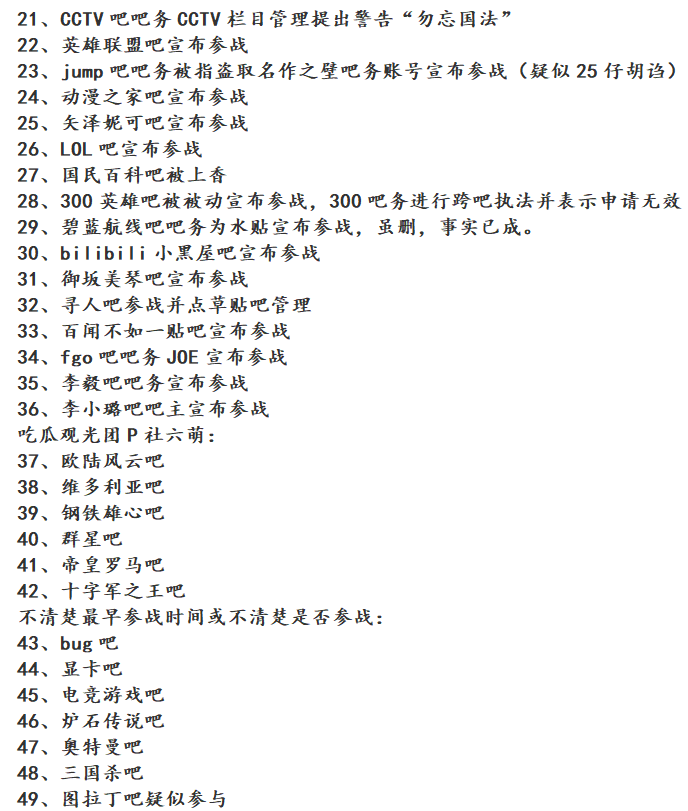 21、CCTV 吧吧务 CCTV 栏目管理提出警告“勿忘国法”
22、英雄联盟吧宣布参战
23、jump 吧吧务被指盗取名作之壁吧务账号宣布参战（疑似 25 仔胡诌）
24、动漫之家吧宣布参战
25、矢泽妮可吧宣布参战
26、LOL 吧宣布参战
27、国民百科吧被上香
28、300 英雄吧被被动宣布参战，300 吧务进行跨吧执法并表示申请无效
29、碧蓝航线吧吧务为水贴宣布参战，虽删，事实已成。
30、bilibili 小黑屋吧宣布参战
31、御坂美琴吧宣布参战
32、寻人吧参战并点草贴吧管理
33、百闻不如一贴吧宣布参战
34、fgo 吧吧务 JOE 宣布参战
35、李毅吧吧务宣布参战
36、李小璐吧吧主宣布参战
吃瓜观光团 P 社六萌：
37、欧陆风云吧
38、维多利亚吧
39、钢铁雄心吧
40、群星吧
41、帝皇罗马吧
42、十字军之王吧
不清楚最早参战时间或不清楚是否参战：
43、bug 吧
44、显卡吧
45、电竞游戏吧
46、炉石传说吧
47、奥特曼吧
48、三国杀吧
49、图拉丁吧疑似参与